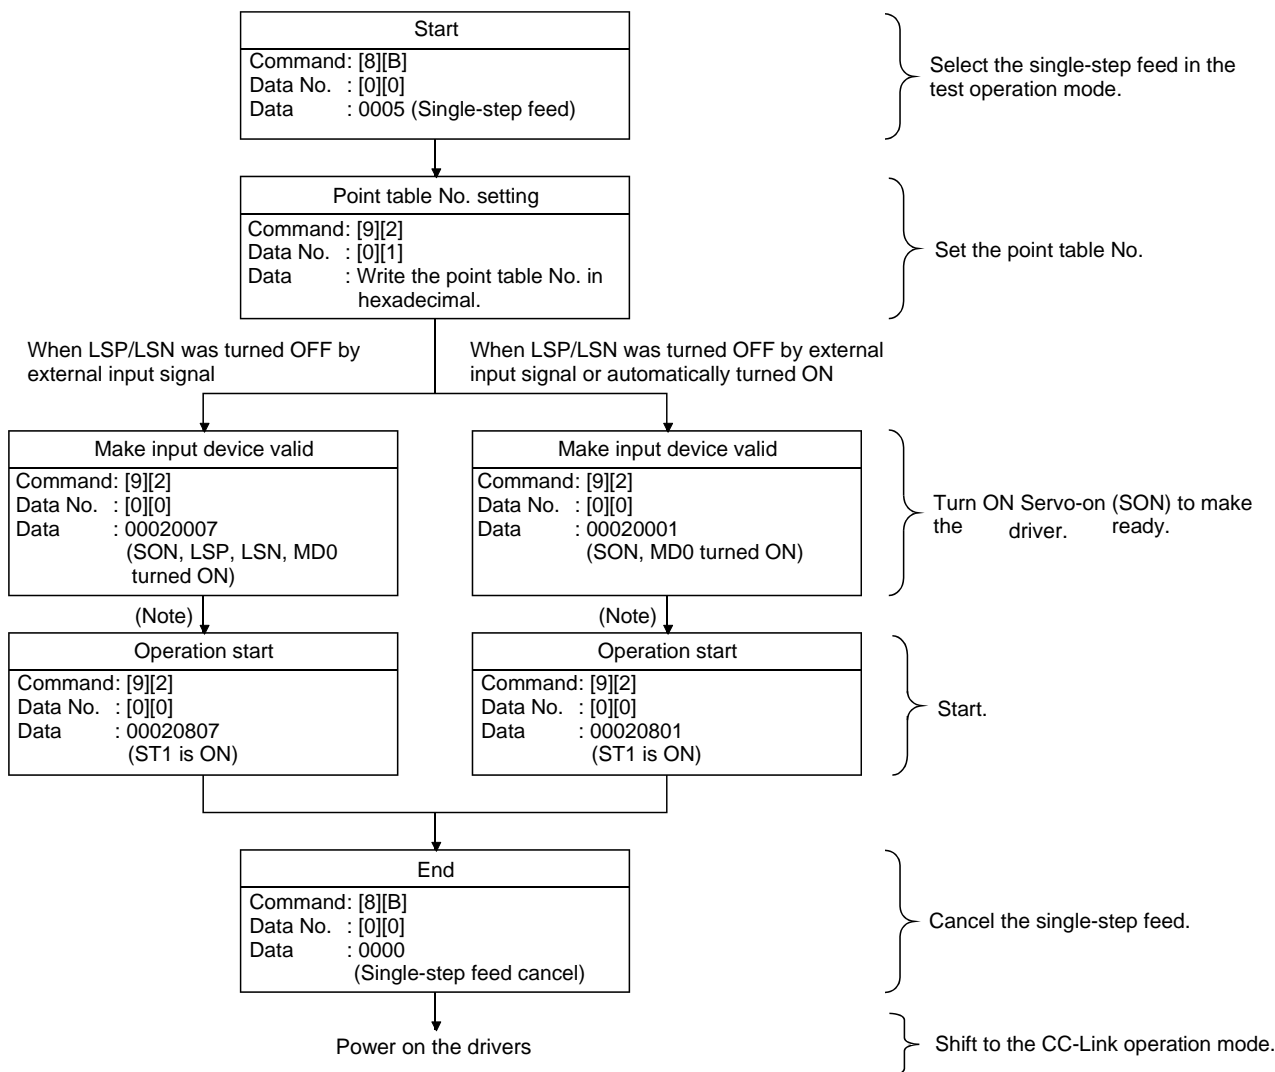 Start
Command: [8][B]
Data No. : [0][0]
Data : 0005 (Single-step feed)
Select the single-step feed in the
test operation mode.
Point table No. setting
Command: [9][2]
Data No. : [0][1]
Data : Write the point table No. in
hexadecimal.
Set the point table No.
When LSP/LSN was turned OFF by
external input signal
When LSP/LSN was turned OFF by external
input signal or automatically turned ON
Make input device valid
Command: [9][2]
Data No. : [0][0]
Data : 00020007
(SON, LSP, LSN, MD0
turned ON)
Make input device valid
Command: [9][2]
Data No. : [0][0]
Data : 00020001
(SON, MD0 turned ON)
Turn ON Servo-on (SON) to make
the driver. ready.
(Note)
(Note)
Operation start
Command: [9][2]
Data No. : [0][0]
Data : 00020807
(ST1 is ON)
Operation start
Command: [9][2]
Data No. : [0][0]
Data : 00020801
(ST1 is ON)
Start.
End
Command: [8][B]
Data No. : [0][0]
Data : 0000
(Single-step feed cancel)
Cancel the single-step feed.
Power on the drivers
Shift to the CC-Link operation mode.